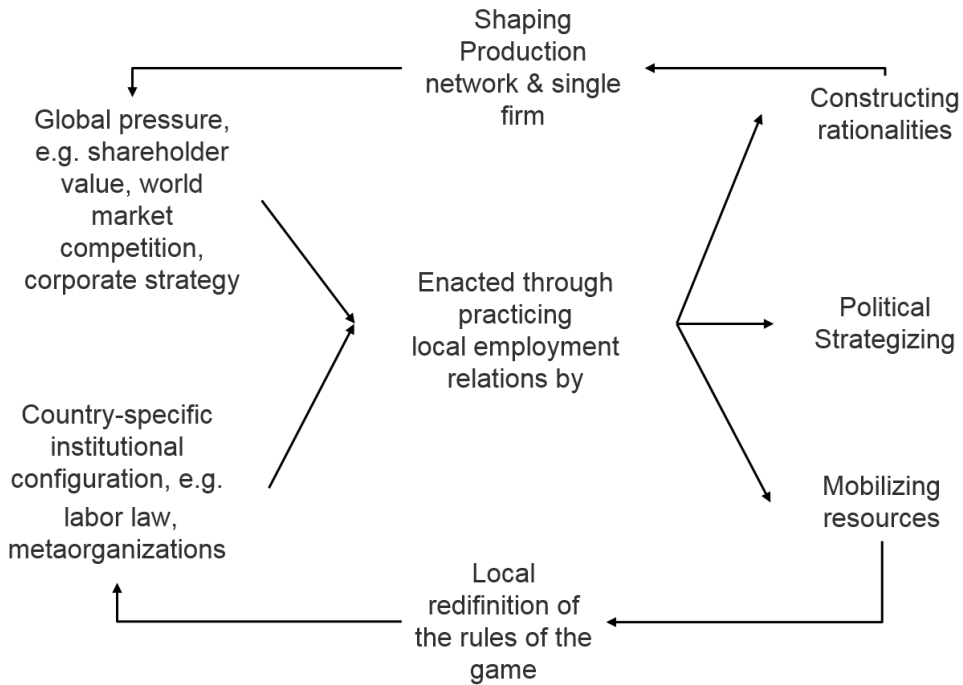 Shaping
Production
network & single
firm
Constructing
rationalities
Global pressure,
e.g. shareholder
value, world
market
competition,
corporate strategy
Enacted through
practicing
local employment
relations by
Political
Strategizing
Country-specific
institutional
configuration, e.g.
labor law,
metaorganizations
Mobilizing
resources
Local
redifinition of
the rules of the
game